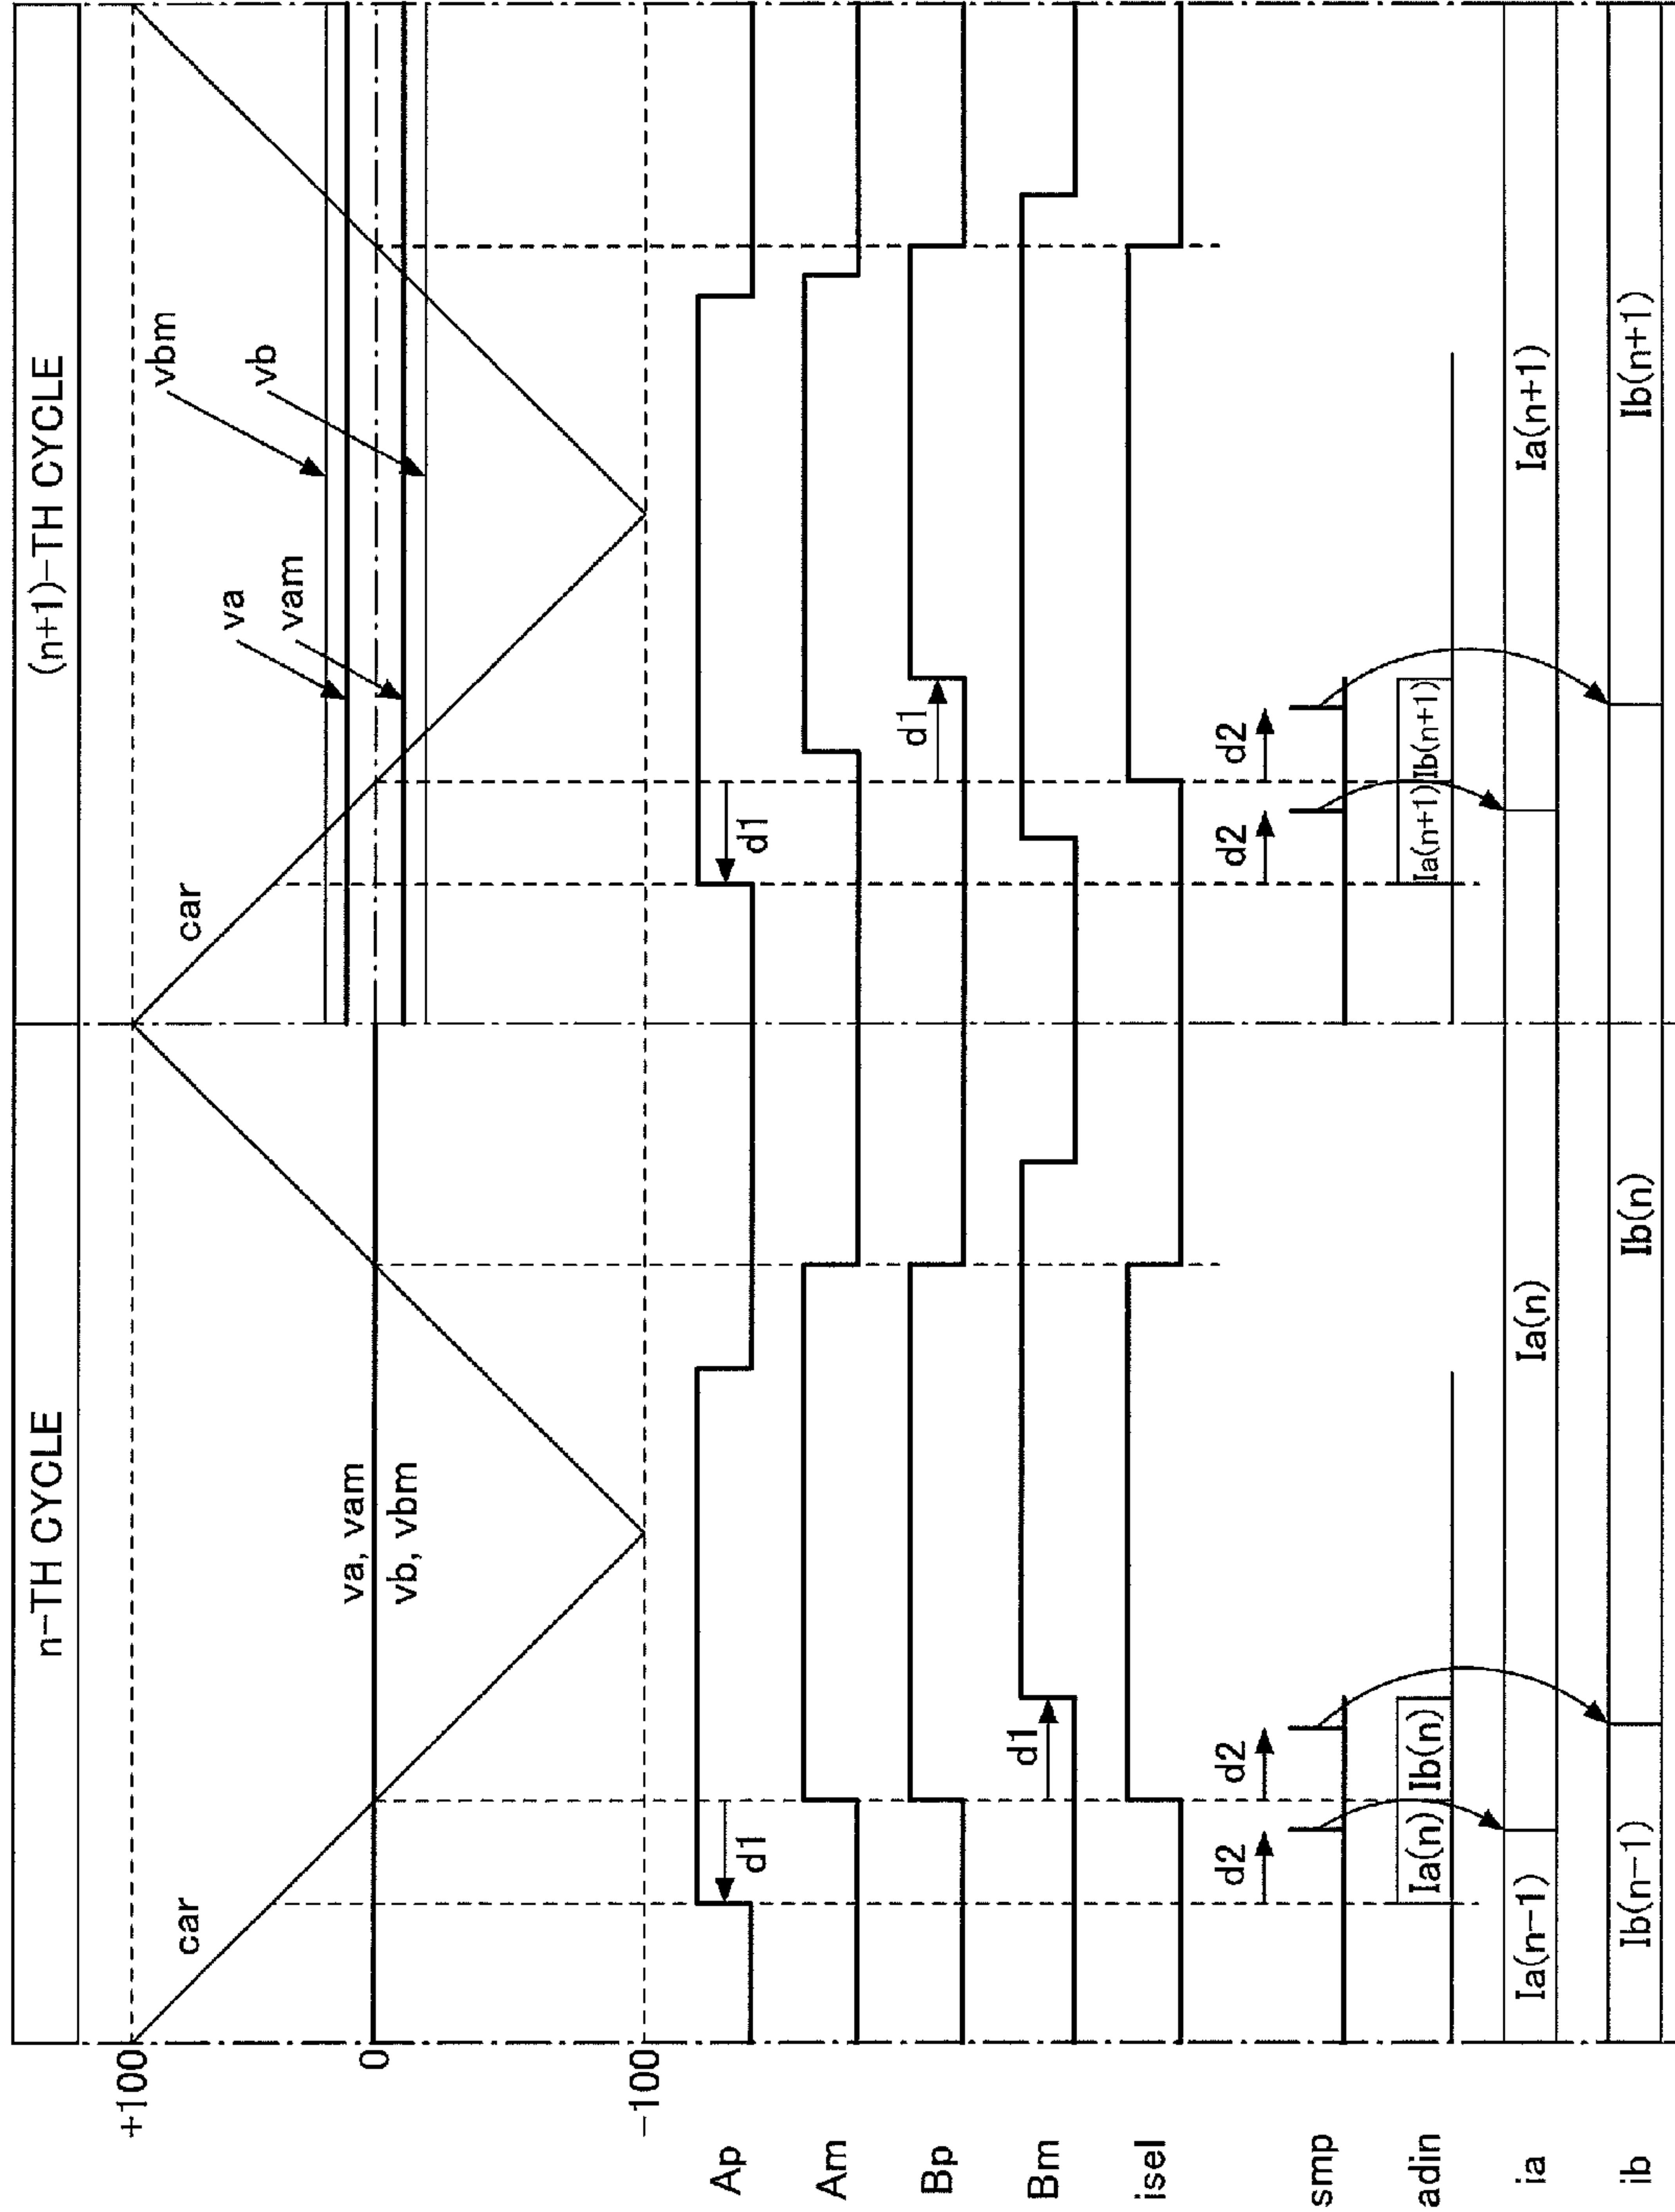 n-TH CYCLE
(n+1)-TH CYCLE
+100
0
-100
car
va, vam
vb, vbm
car
va
vam
vbm
vb
Ap
d1
d1
Am
Bp
d1
Bm
d1
isel
smp
d2
d2
d2
d2
adin
Ia(n)
Ib(n)
Ia(n+1)
Ib(n+1)
ia
Ia(n-1)
Ia(n)
Ia(n+1)
ib
Ib(n-1)
Ib(n)
Ib(n+1)